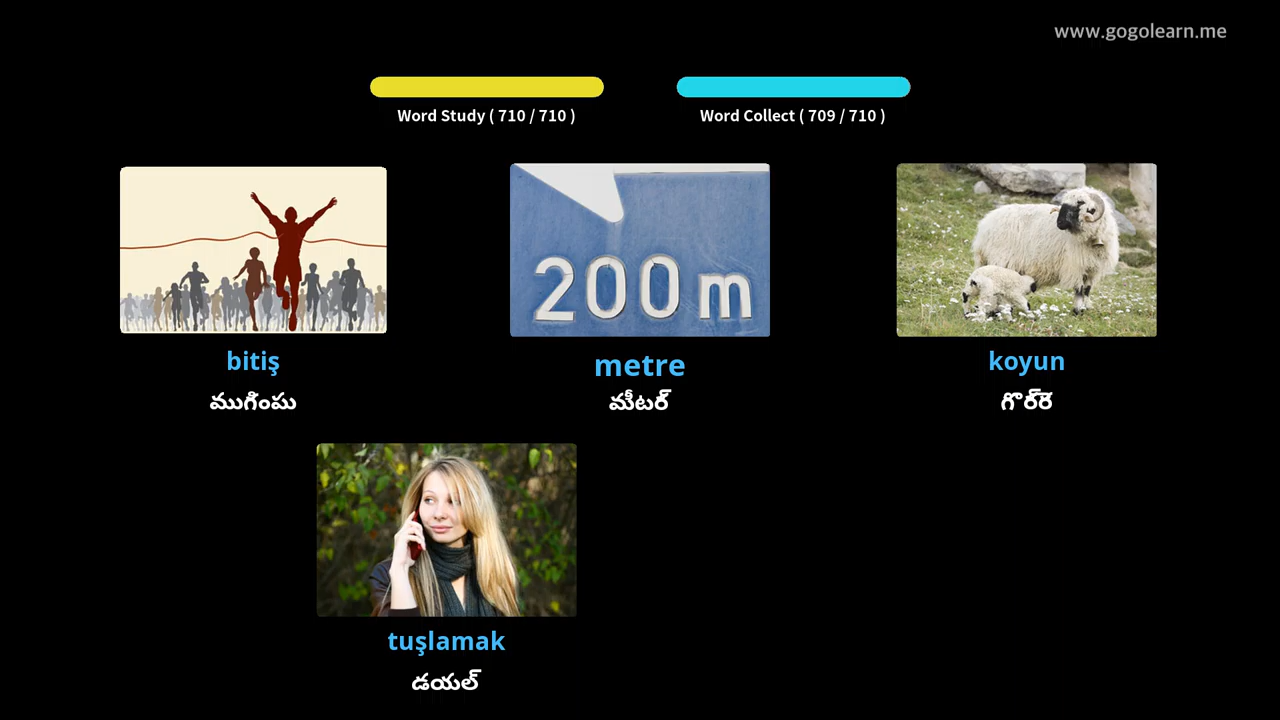 www.gogolearn.me
Word Study ( 710 / 710 )
Word Collect ( 709 / 710 )
200 m
bitiş
metre
koyun
ముగింపు
మీటర్
గొర్రె
tuşlamak
డయల్